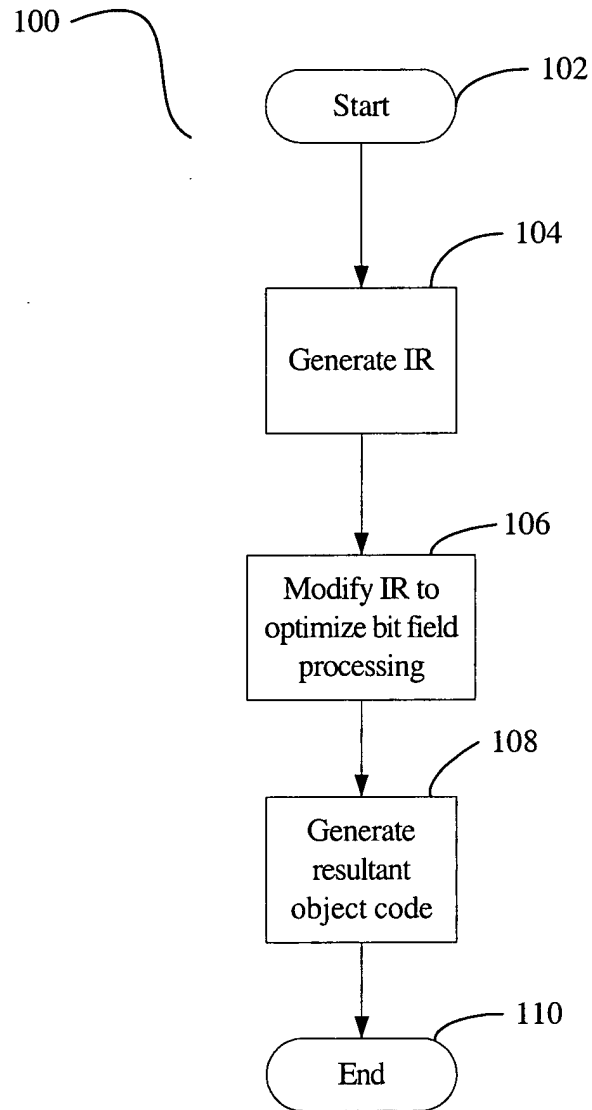 100
102
Start
104
Generate IR
106
Modify IR to
optimize bit field
processing
108
Generate
resultant
object code
110
End